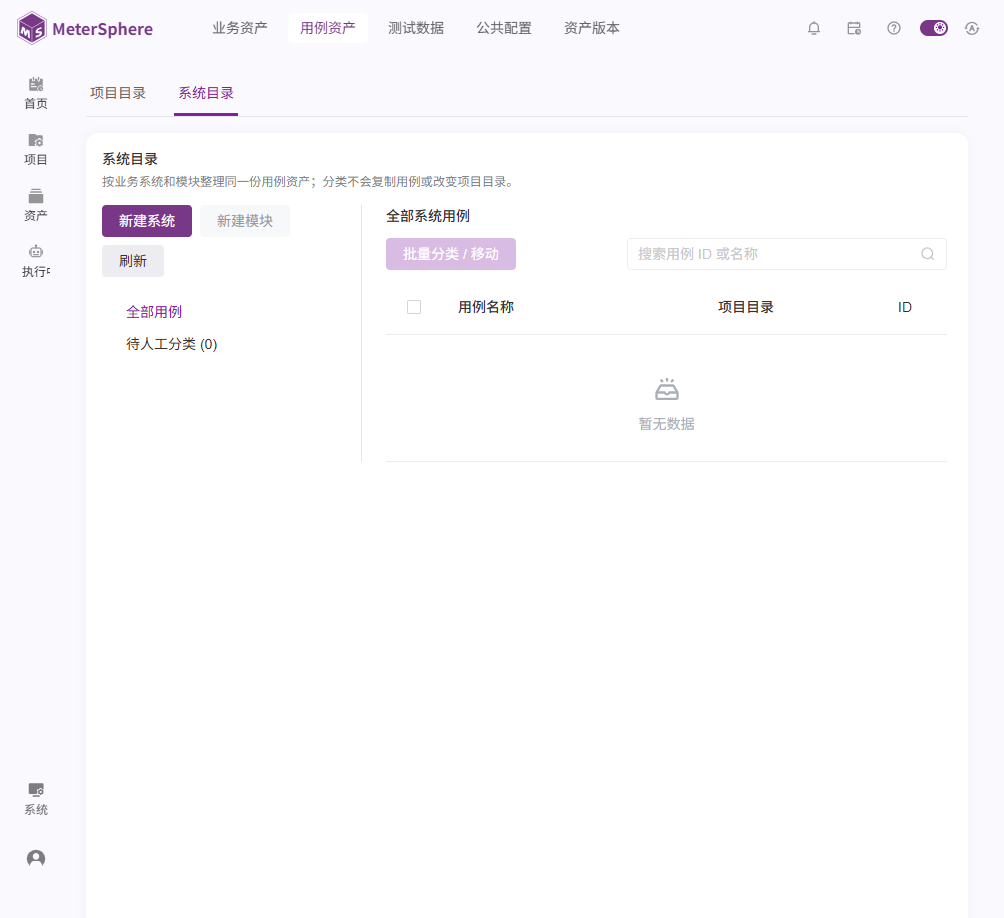 MeterSphere
业务资产 用例资产 测试数据 公共配置 资产版本
首页
项目
资产
执行中
系统
项目目录 系统目录
系统目录
按业务系统和模块整理同一份用例资产；分类不会复制用例或改变项目目录。
新建系统 新建模块
刷新
全部用例
待人工分类 (0)
全部系统用例
批量分类 / 移动 搜索用例 ID 或名称
用例名称 项目目录 ID
暂无数据